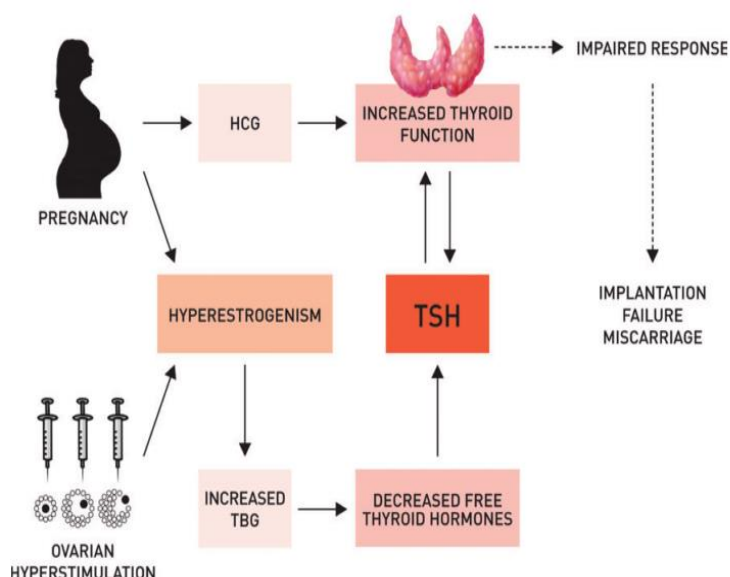 IMPAIRED RESPONSE
HCG
INCREASED THYROID
FUNCTION
PREGNANCY
HYPERESTROGENISM
TSH
IMPLANTATION
FAILURE
MISCARRIAGE
INCREASED
TBG
DECREASED FREE
THYROID HORMONES
OVARIAN
HYPERSTIMULATION